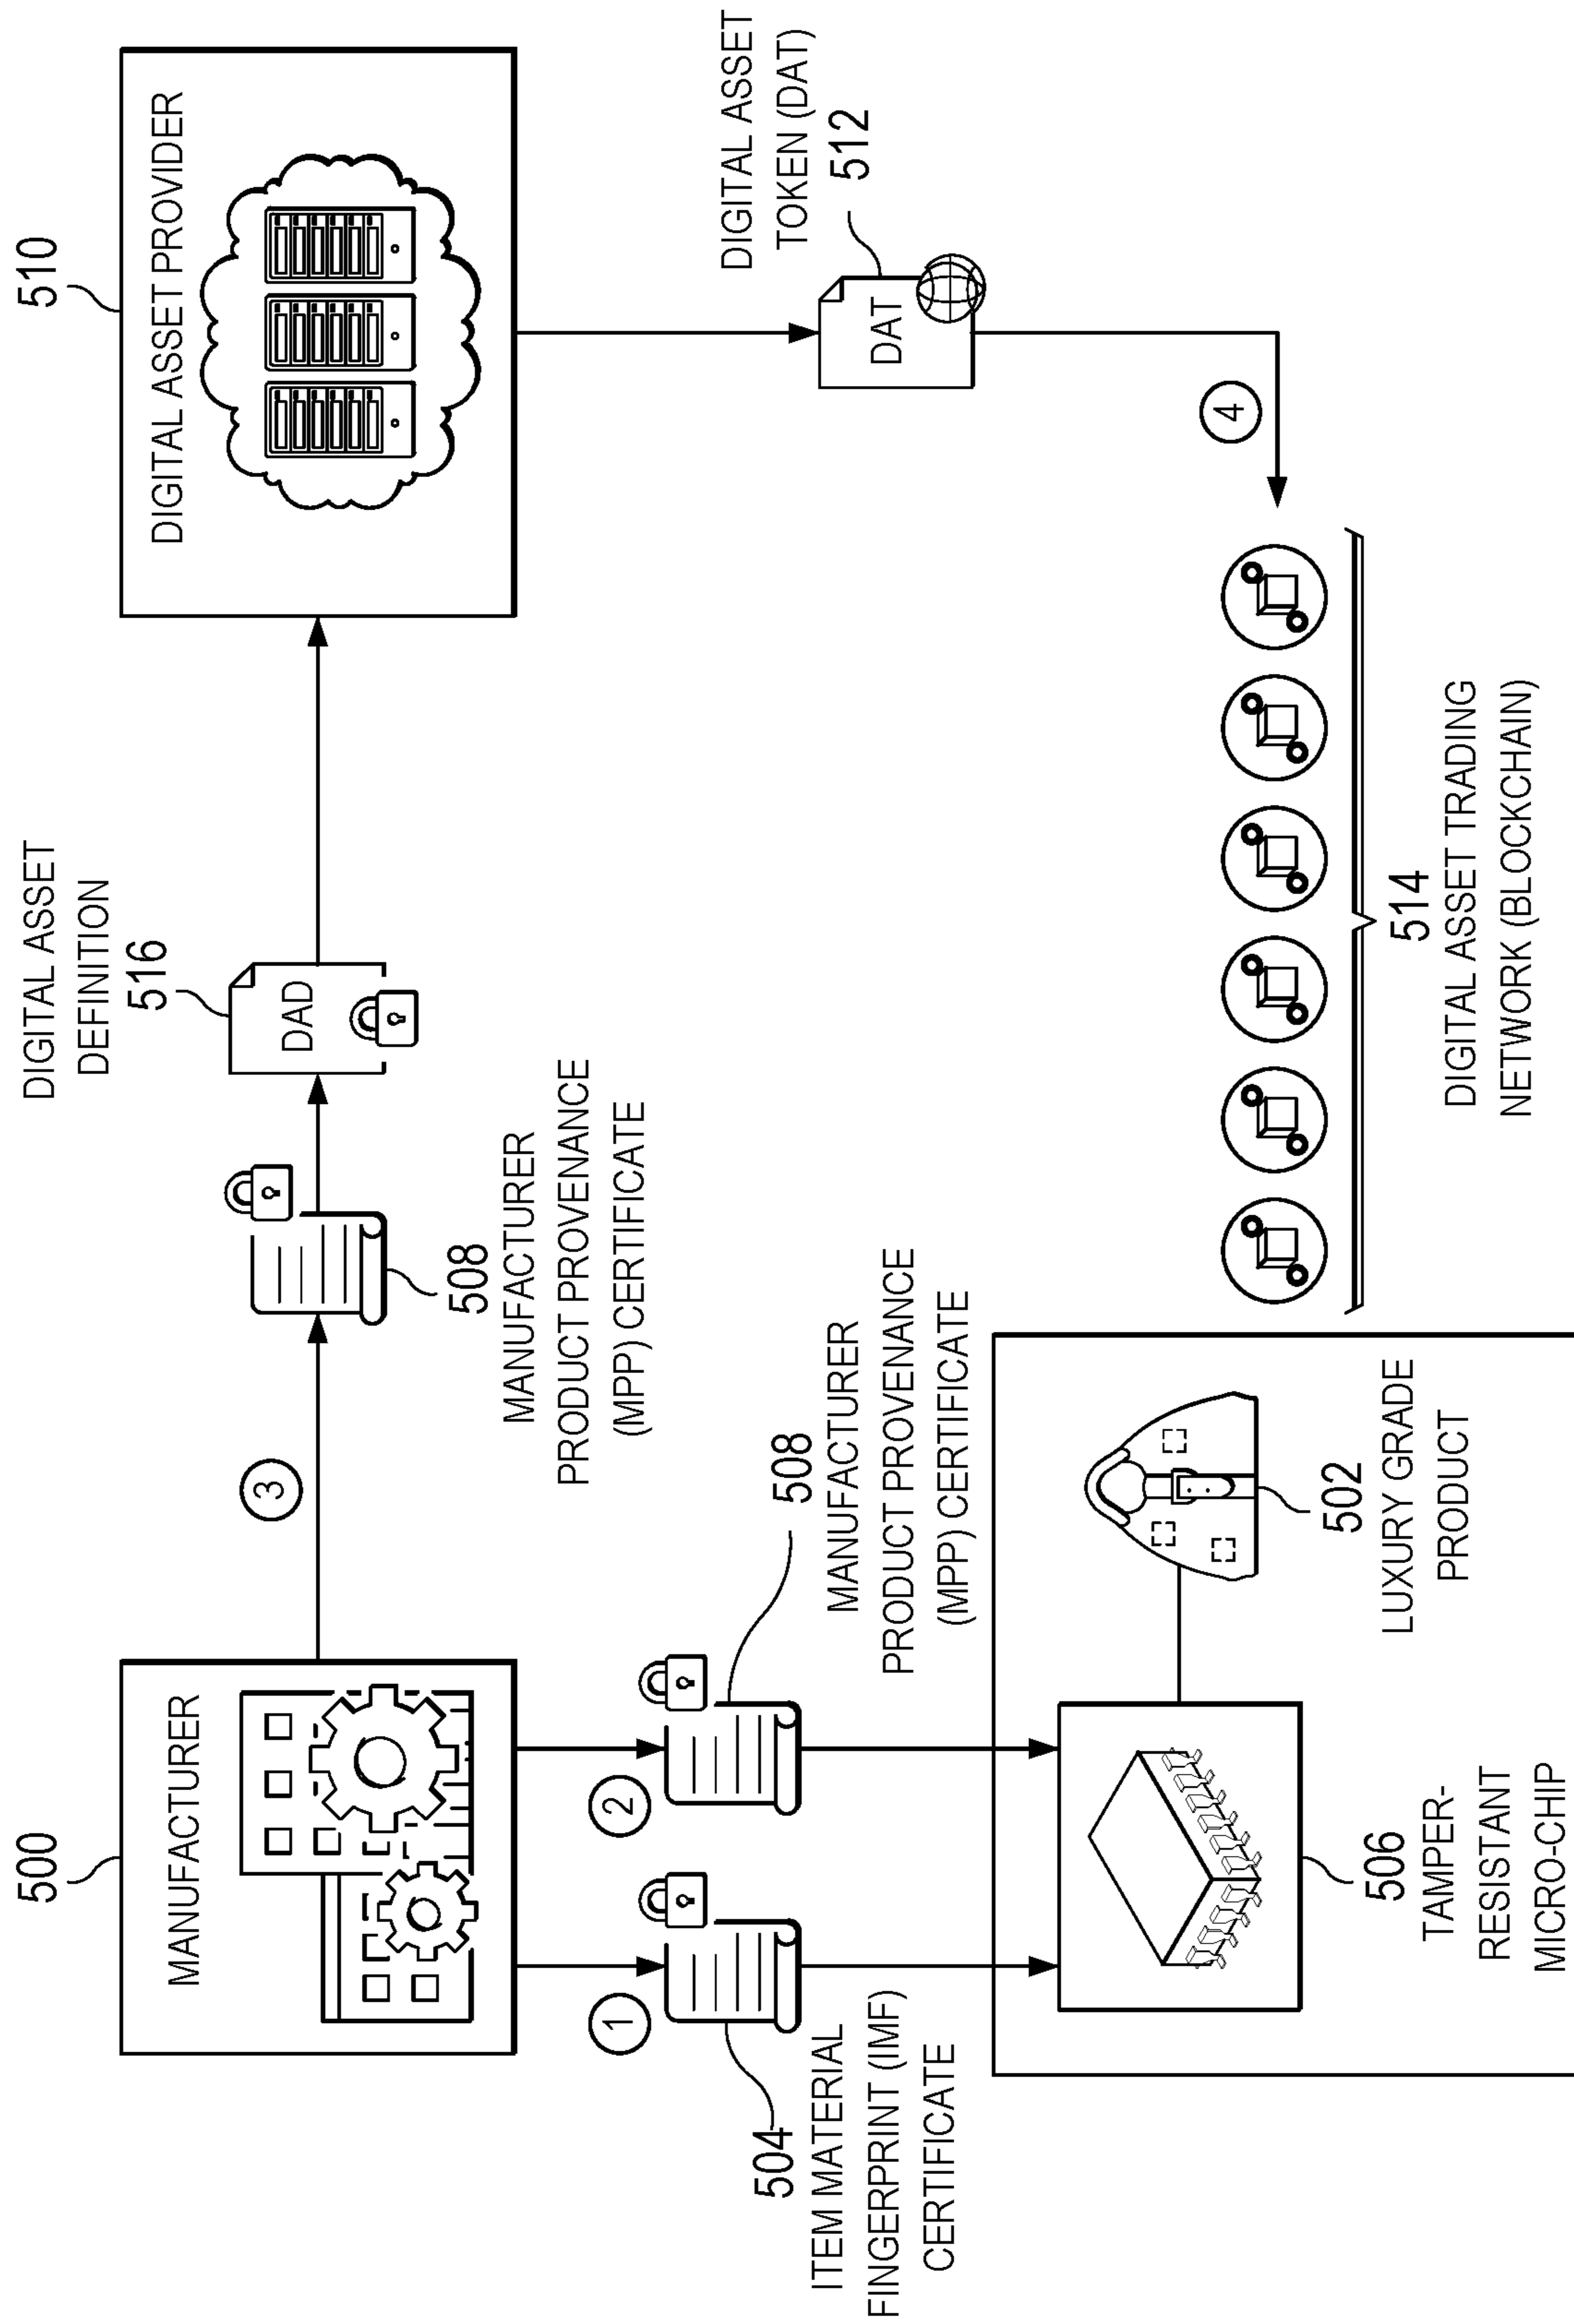 500
MANUFACTURER
3
508
MANUFACTURER
PRODUCT PROVENANCE
(MPP) CERTIFICATE
DIGITAL ASSET
DEFINITION
516
DAD
510
DIGITAL ASSET PROVIDER
1
504
ITEM MATERIAL
FINGERPRINT (IMF)
CERTIFICATE
2
508
MANUFACTURER
PRODUCT PROVENANCE
(MPP) CERTIFICATE
DIGITAL ASSET
TOKEN (DAT)
512
DAT
4
506
TAMPER-
RESISTANT
MICRO-CHIP
502
LUXURY GRADE
PRODUCT
514
DIGITAL ASSET TRADING
NETWORK (BLOCKCHAIN)